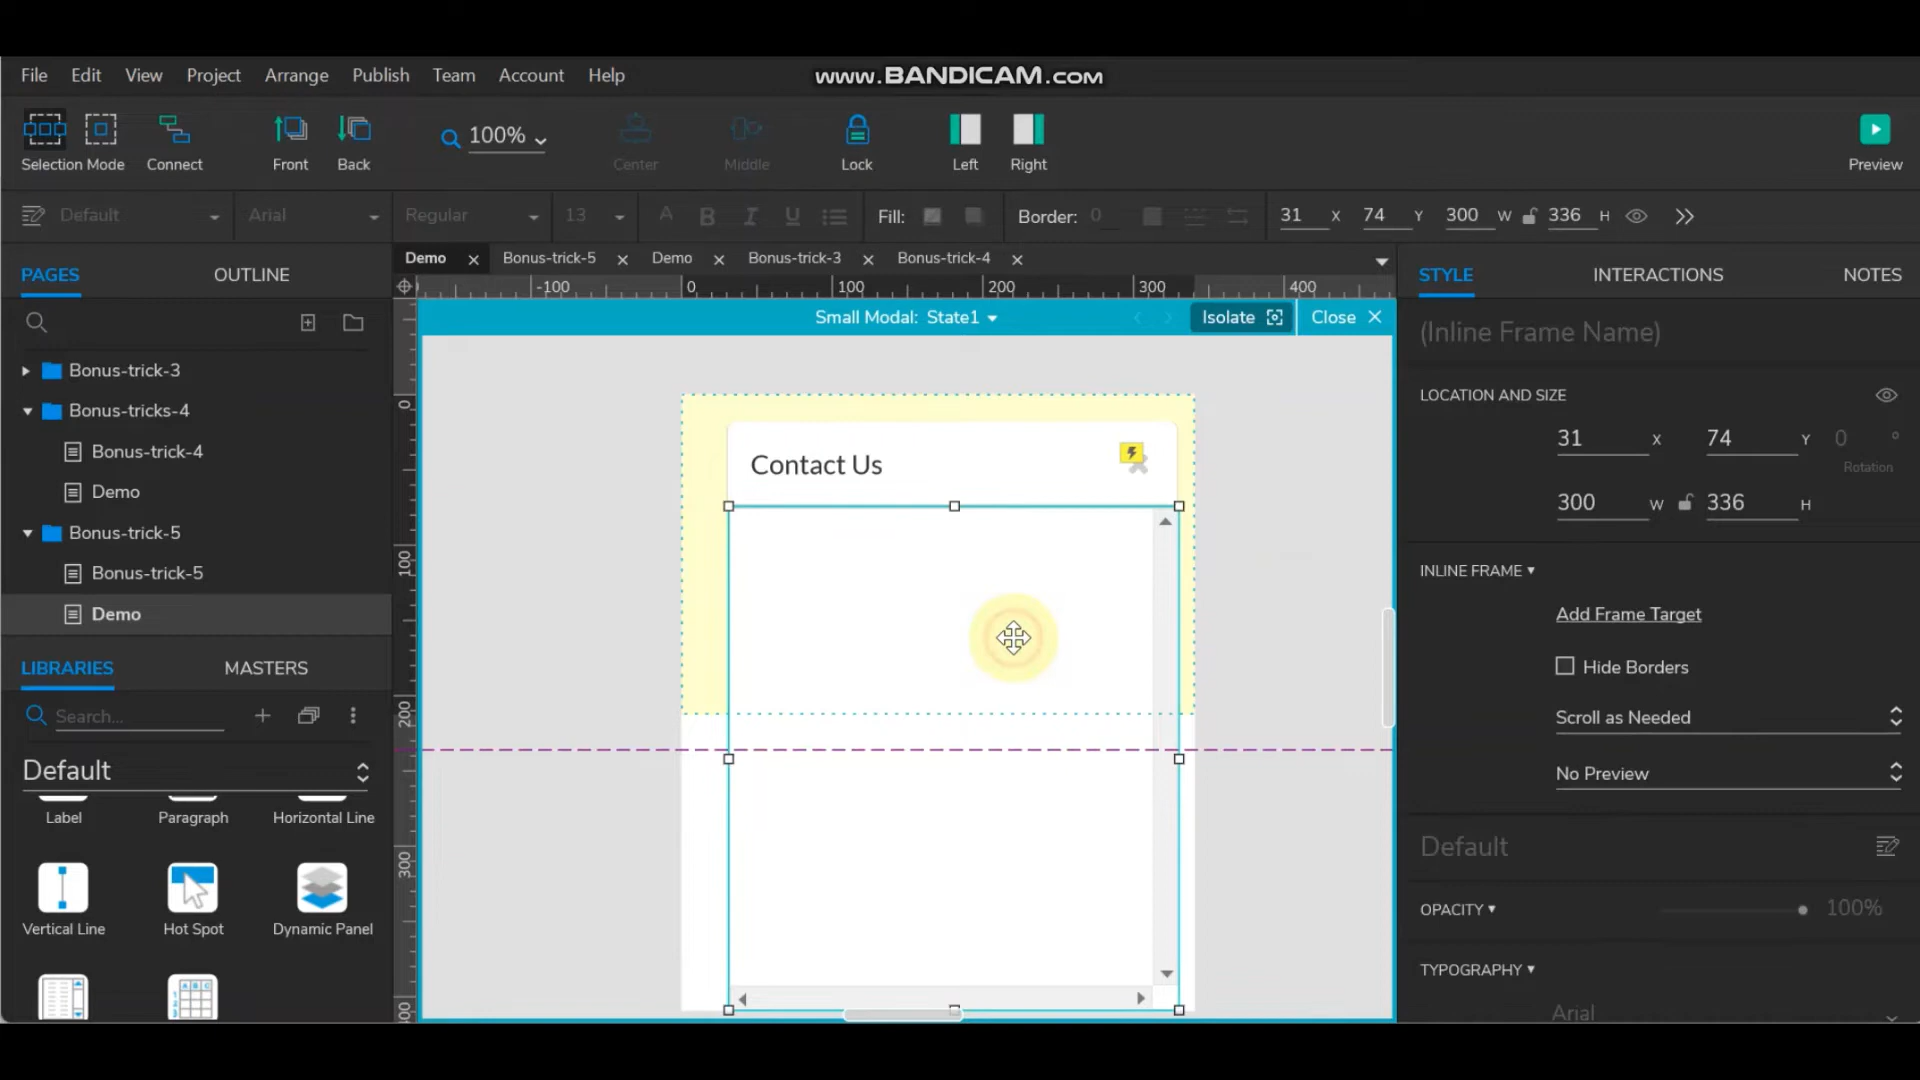 File Edit View Project Arrange Publish Team Account Help
www.BANDICAM.com
Selection Mode Connect Front Back 100% Center Middle Lock Left Right Preview
Default Arial Regular 13 A B I U Fill: Border: 0 31 X 74 Y 300 W 336 H
PAGES OUTLINE
Demo Bonus-trick-5 Demo Bonus-trick-3 Bonus-trick-4
STYLE INTERACTIONS NOTES
-100 0 100 200 300 400
Small Modal: State1 Isolate Close
(Inline Frame Name)
Bonus-trick-3
Bonus-tricks-4
Bonus-trick-4
Demo
Bonus-trick-5
Bonus-trick-5
Demo
0
100
200
300
400
Contact Us
LOCATION AND SIZE
31 X 74 Y 0 °
Rotation
300 W 336 H
INLINE FRAME
Add Frame Target
Hide Borders
Scroll as Needed
No Preview
Default
OPACITY 100%
TYPOGRAPHY
Arial
LIBRARIES MASTERS
Search...
Default
Label Paragraph Horizontal Line
Vertical Line Hot Spot Dynamic Panel